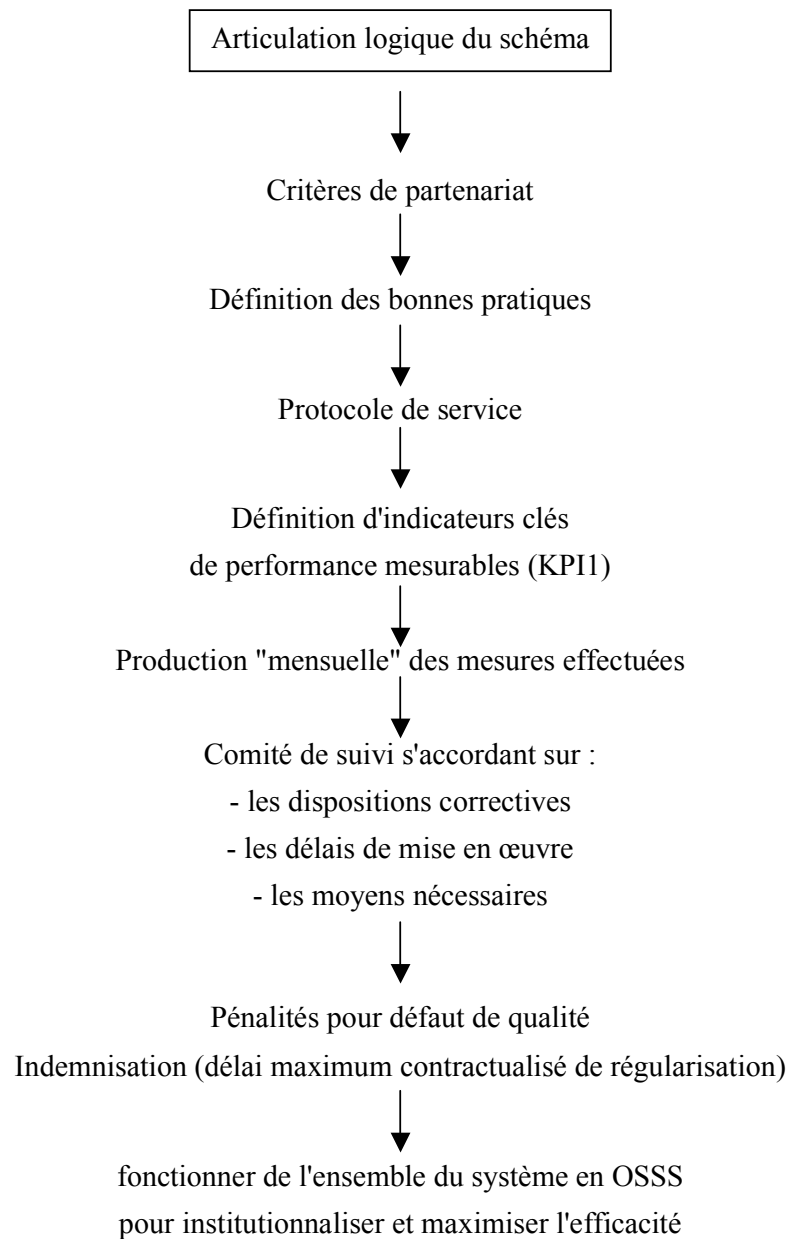 Articulation logique du schéma
Critères de partenariat
Définition des bonnes pratiques
Protocole de service
Définition d'indicateurs clés
de performance mesurables (KPI1)
Production "mensuelle" des mesures effectuées
Comité de suivi s'accordant sur :
- les dispositions correctives
- les délais de mise en œuvre
- les moyens nécessaires
Pénalités pour défaut de qualité
Indemnisation (délai maximum contractualisé de régularisation)
fonctionner de l'ensemble du système en OSSS
pour institutionnaliser et maximiser l'efficacité